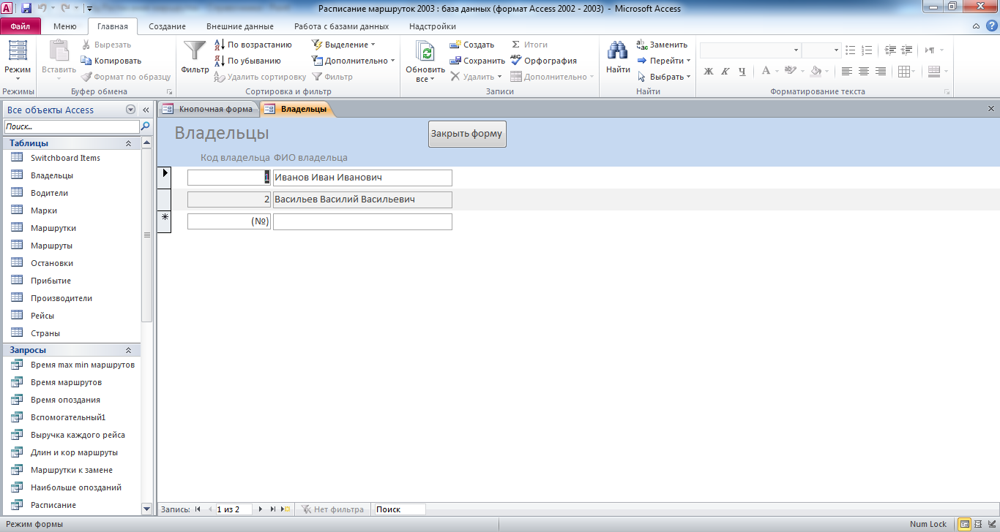 Расписание маршруток 2003 : база данных (формат Access 2002 - 2003) - Microsoft Access
Файл Меню Главная Создание Внешние данные Работа с базами данных Надстройки
Режим
Режимы
Вставить
Вырезать
Копировать
Формат по образцу
Буфер обмена
Фильтр
По возрастанию
По убыванию
Удалить сортировку
Выделение
Дополнительно
Фильтр
Сортировка и фильтр
Обновить
все
Создать
Сохранить
Удалить
Итоги
Орфография
Дополнительно
Записи
Найти
Заменить
Перейти
Выбрать
Найти
Ж К Ч A
Форматирование текста
Все объекты Access
Поиск...
Таблицы
Switchboard Items
Владельцы
Водители
Марки
Маршрутки
Маршруты
Остановки
Прибытие
Производители
Рейсы
Страны
Запросы
Время max min маршрутов
Время маршрутов
Время опоздания
Вспомогательный1
Выручка каждого рейса
Длин и кор маршруты
Маршрутки к замене
Наибольше опозданий
Расписание
Кнопочная форма Владельцы
Владельцы Закрыть форму
Код владельца ФИО владельца
1 Иванов Иван Иванович
2 Васильев Василий Васильевич
(№)
Запись: 1 из 2 Нет фильтра Поиск
Режим формы Num Lock